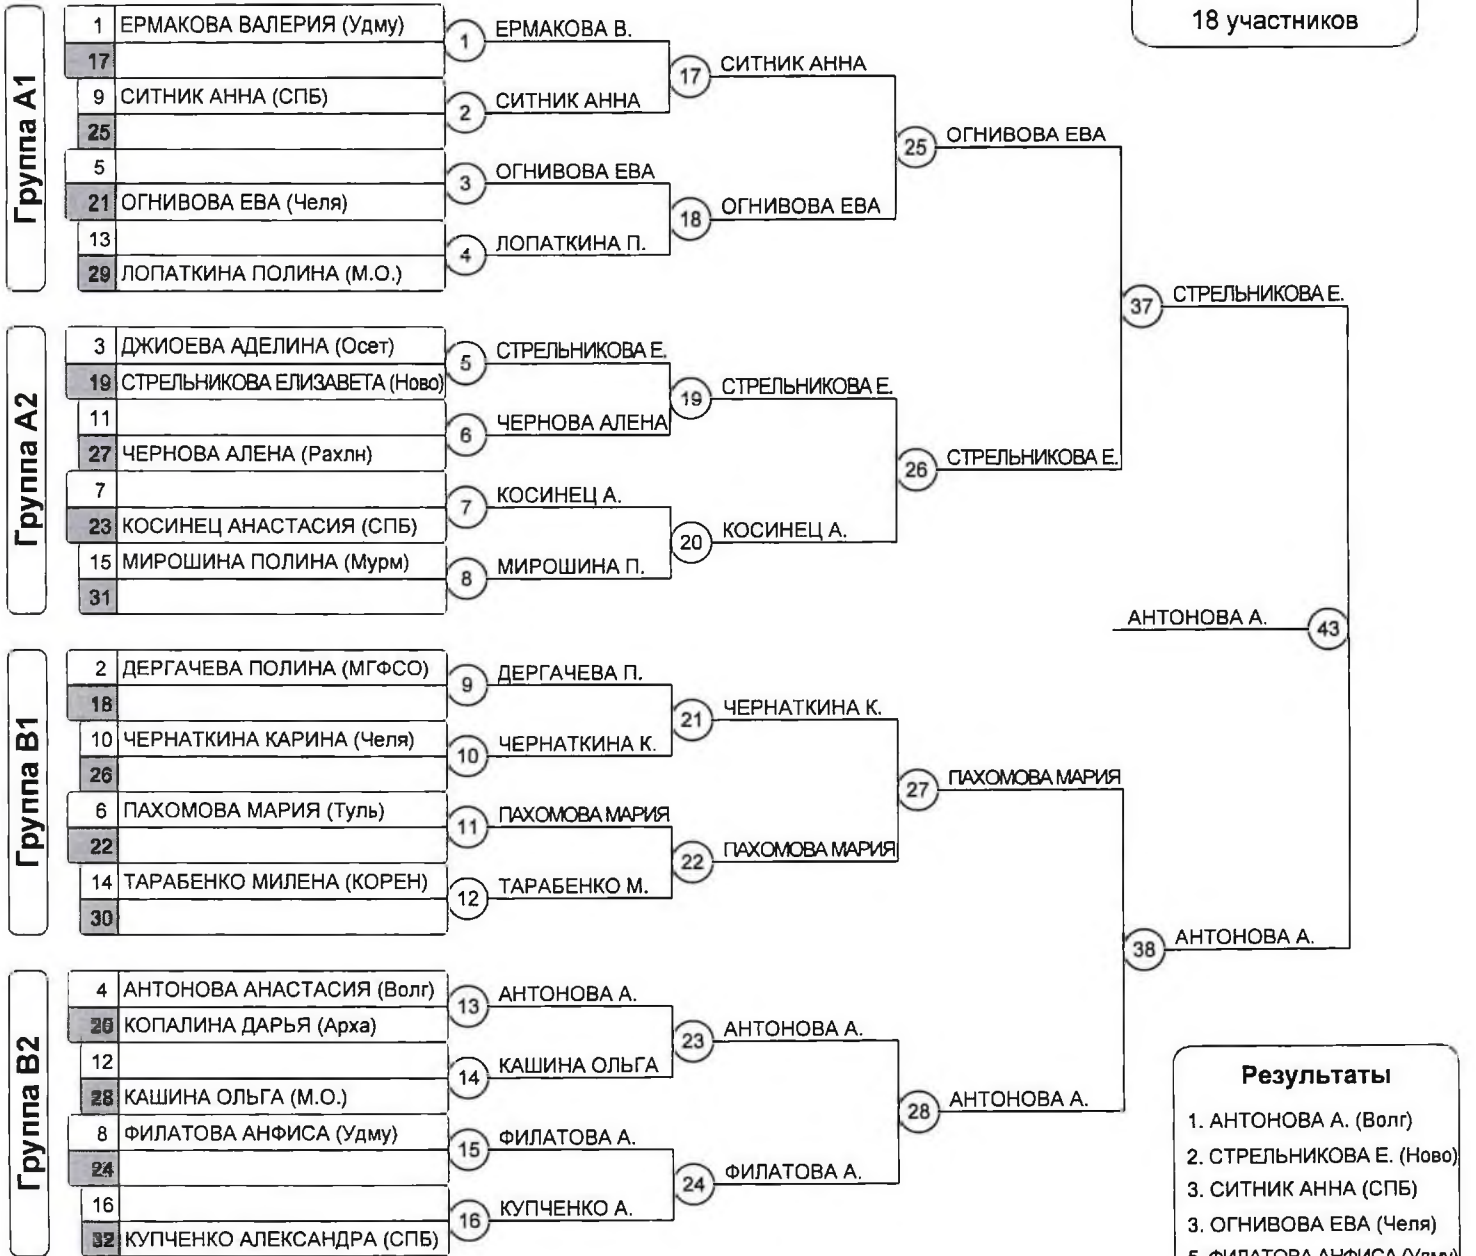 18 участников
Группа A1
1 ЕРМАКОВА ВАЛЕРИЯ (Удму)
17
9 СИТНИК АННА (СПБ)
25
5
21 ОГНИВОВА ЕВА (Челя)
13
29 ЛОПАТКИНА ПОЛИНА (М.О.)
1 ЕРМАКОВА В.
2 СИТНИК АННА
3 ОГНИВОВА ЕВА
4 ЛОПАТКИНА П.
17 СИТНИК АННА
18 ОГНИВОВА ЕВА
25 ОГНИВОВА ЕВА
Группа A2
3 ДЖИОЕВА АДЕЛИНА (Осет)
19 СТРЕЛЬНИКОВА ЕЛИЗАВЕТА (Ново)
11
27 ЧЕРНОВА АЛЕНА (Рахлн)
7
23 КОСИНЕЦ АНАСТАСИЯ (СПБ)
15 МИРОШИНА ПОЛИНА (Мурм)
31
5 СТРЕЛЬНИКОВА Е.
6 ЧЕРНОВА АЛЕНА
7 КОСИНЕЦ А.
8 МИРОШИНА П.
19 СТРЕЛЬНИКОВА Е.
20 КОСИНЕЦ А.
26 СТРЕЛЬНИКОВА Е.
37 СТРЕЛЬНИКОВА Е.
АНТОНОВА А. 43
Группа B1
2 ДЕРГАЧЕВА ПОЛИНА (МГФСО)
18
10 ЧЕРНАТКИНА КАРИНА (Челя)
26
6 ПАХОМОВА МАРИЯ (Туль)
22
14 ТАРАБЕНКО МИЛЕНА (КОРЕН)
30
9 ДЕРГАЧЕВА П.
10 ЧЕРНАТКИНА К.
11 ПАХОМОВА МАРИЯ
12 ТАРАБЕНКО М.
21 ЧЕРНАТКИНА К.
22 ПАХОМОВА МАРИЯ
27 ПАХОМОВА МАРИЯ
38 АНТОНОВА А.
Группа B2
4 АНТОНОВА АНАСТАСИЯ (Волг)
20 КОПАЛИНА ДАРЬЯ (Арха)
12
28 КАШИНА ОЛЬГА (М.О.)
8 ФИЛАТОВА АНФИСА (Удму)
24
16
32 КУПЧЕНКО АЛЕКСАНДРА (СПБ)
13 АНТОНОВА А.
14 КАШИНА ОЛЬГА
15 ФИЛАТОВА А.
16 КУПЧЕНКО А.
23 АНТОНОВА А.
24 ФИЛАТОВА А.
28 АНТОНОВА А.
Результаты
1. АНТОНОВА А. (Волг)
2. СТРЕЛЬНИКОВА Е. (Ново)
3. СИТНИК АННА (СПБ)
3. ОГНИВОВА ЕВА (Челя)
5. ФИЛАТОВА АНФИСА (Удму)